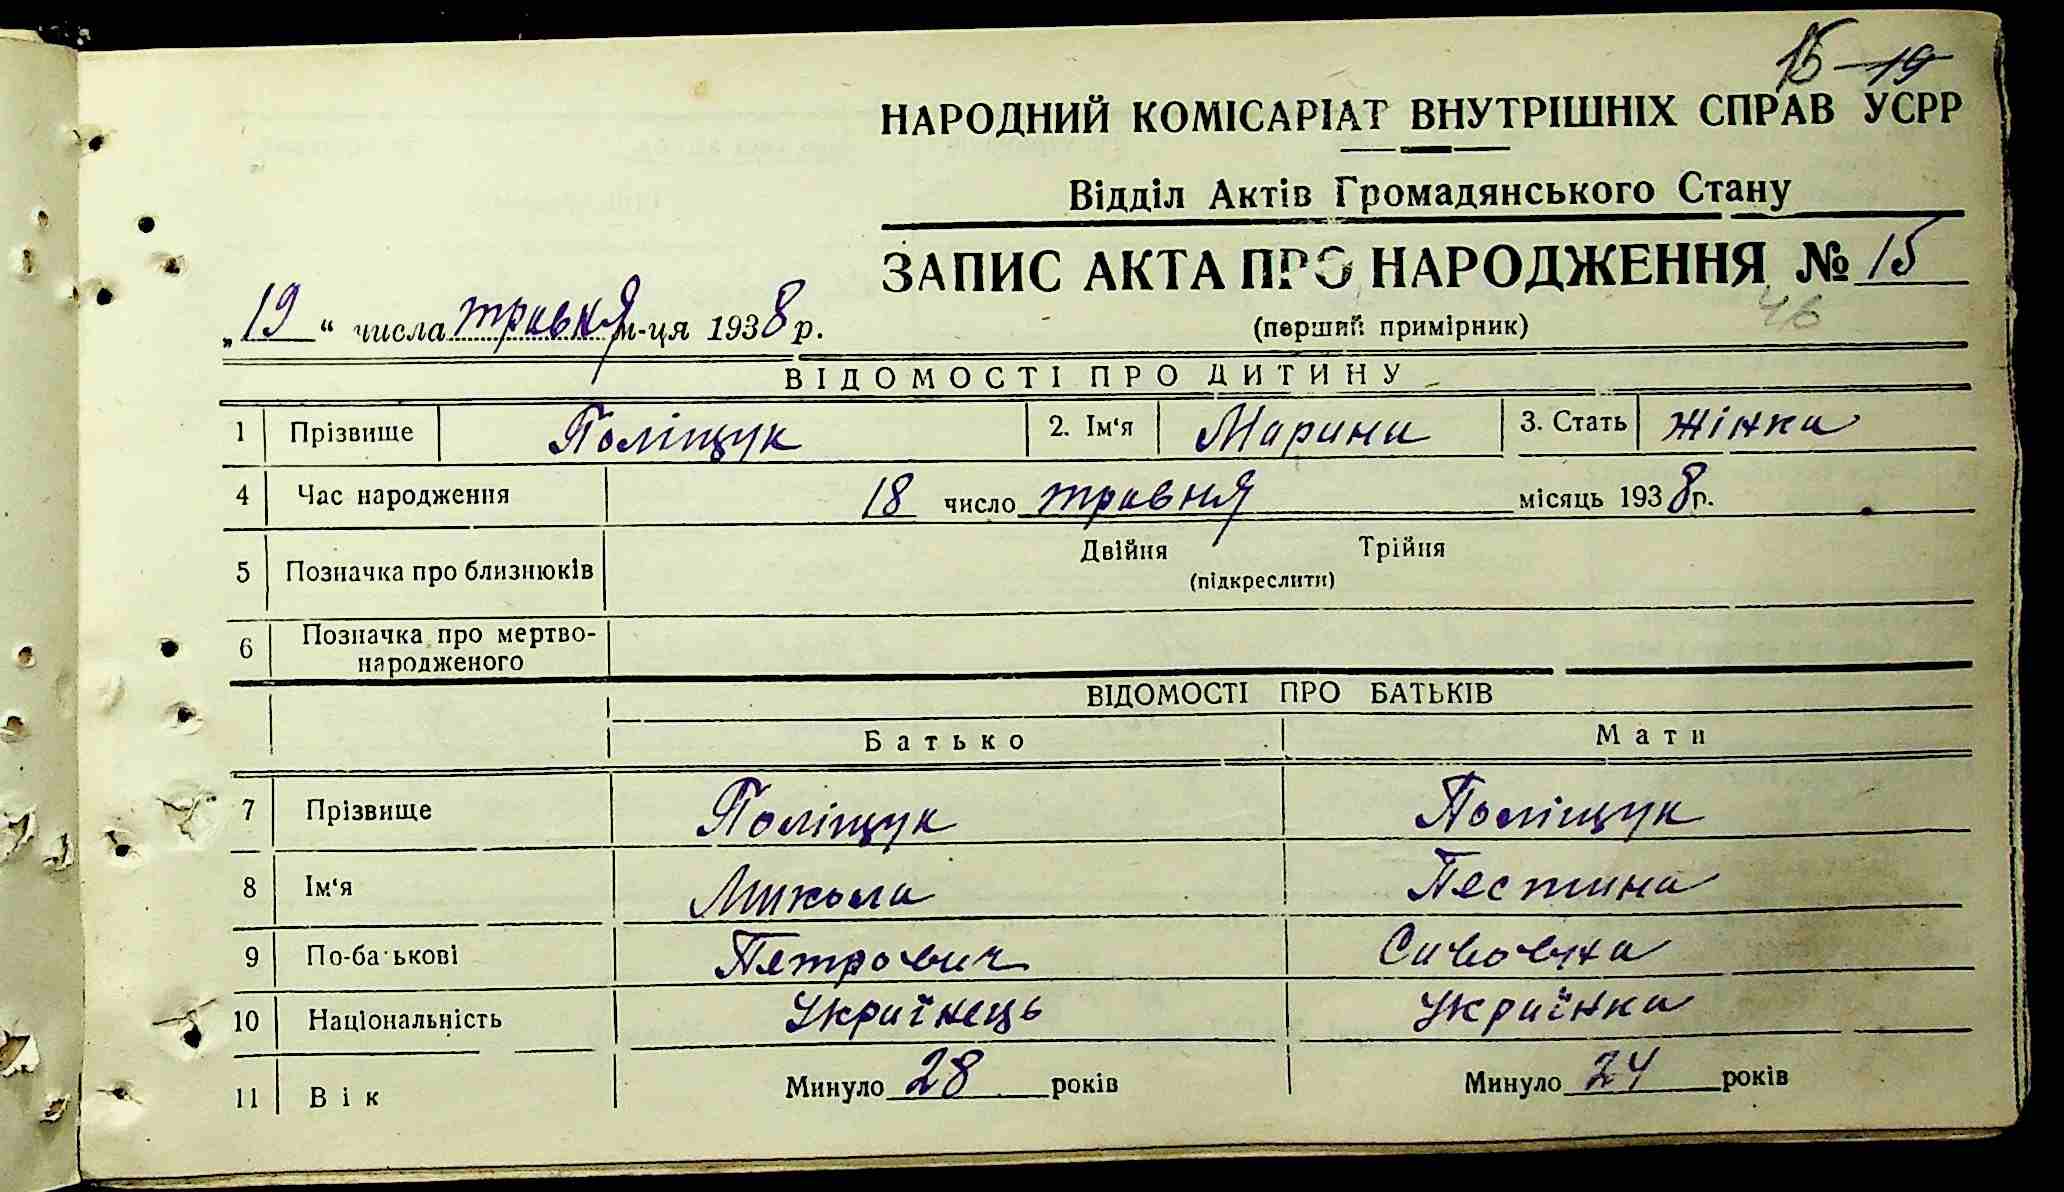 15 19
НАРОДНИЙ КОМІСАРІАТ ВНУТРІШНІХ СПРАВ УСРР
Відділ Актів Громадянського Стану
ЗАПИС АКТА ПРО НАРОДЖЕННЯ № 15
„19“ числа травня м-ця 1938 р.
(перший примірник) 46
ВІДОМОСТІ ПРО ДИТИНУ
1 Прізвище Поліщук 2. Ім'я Марина 3. Стать жінка
4 Час народження 18 число травня місяць 1938 р.
5 Позначка про близнюків Двійня Трійня
(підкреслити)
6 Позначка про мертво-
народженого
ВІДОМОСТІ ПРО БАТЬКІВ
Батько Мати
7 Прізвище Поліщук Поліщук
8 Ім'я Микола Пестина
9 По-батькові Петрович
10 Національність Українець Українка
11 Вік Минуло 28 років Минуло 24 років